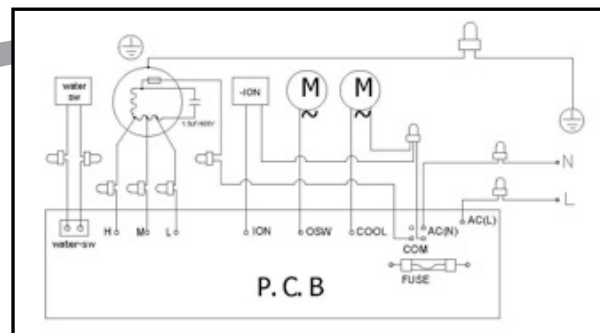 water
sw
1.5uF/400V
-ION
M
~
M
~
N
L
water-sw
H
M
L
ION
OSW
COOL
COM
AC(N)
AC(L)
FUSE
P. C. B